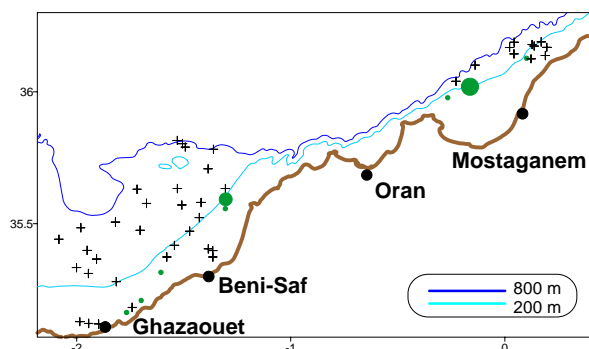 36
Mostaganem
Oran
35.5
Beni-Saf
800 m
200 m
Ghazaouet
-2
-1
0